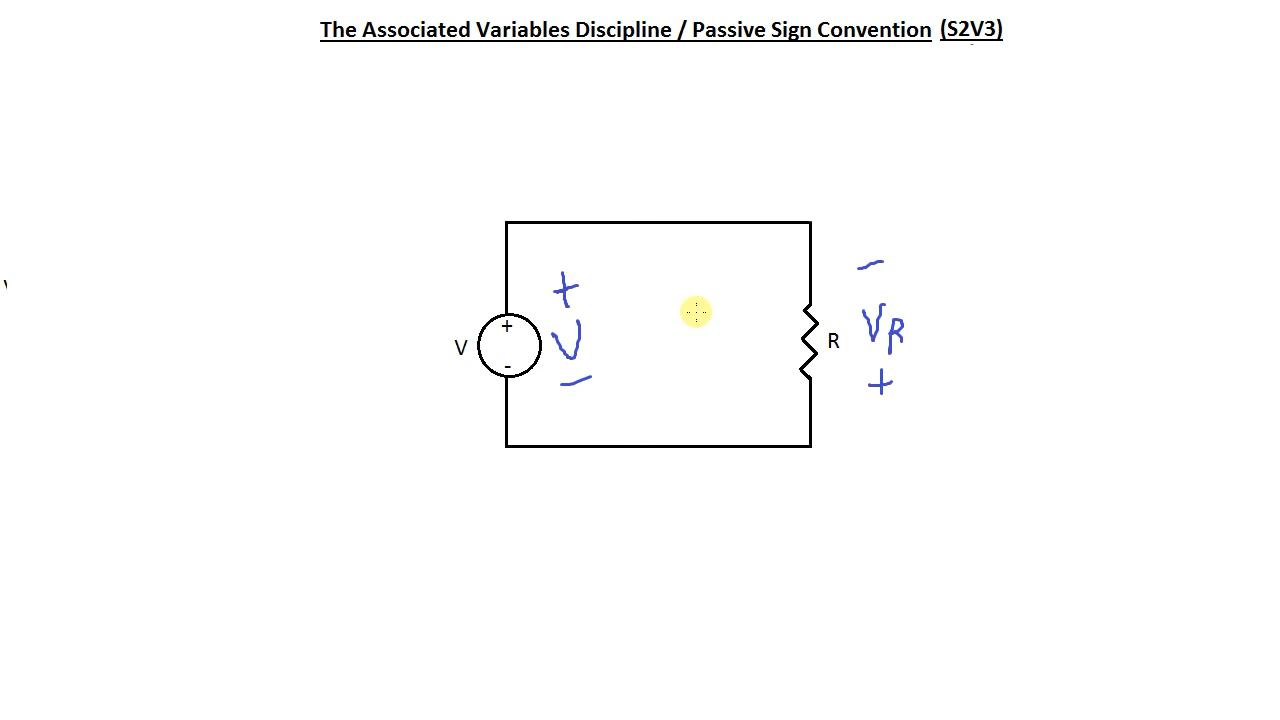 The Associated Variables Discipline / Passive Sign Convention (S2V3)
+
-
V
+
-
V
-
VR
+
R